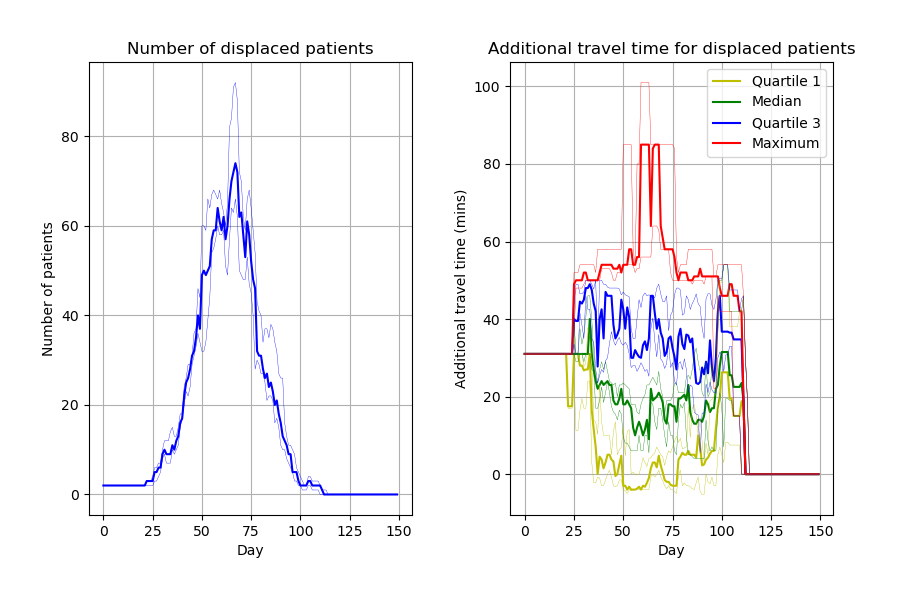 Number of displaced patients
Number of patients
80
60
40
20
0
0 25 50 75 100 125 150
Day
Additional travel time for displaced patients
Additional travel time (mins)
100
80
60
40
20
0
0 25 50 75 100 125 150
Day
Quartile 1
Median
Quartile 3
Maximum